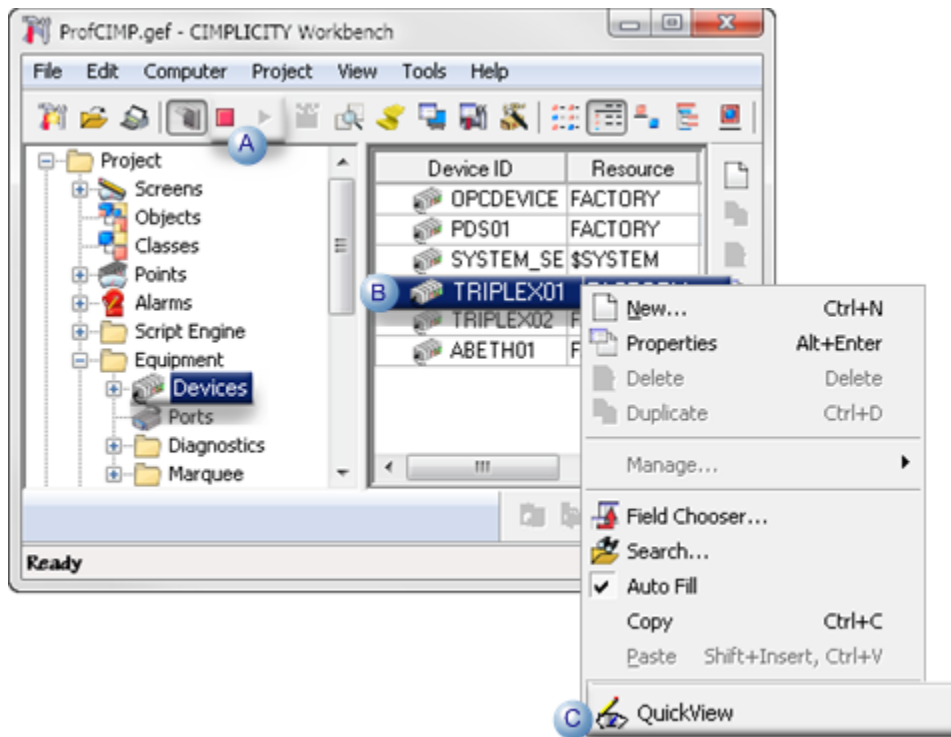 ProfCIMP.gef - CIMPLICITY Workbench
File Edit Computer Project View Tools Help
A
Project
Screens
Objects
Classes
Points
Alarms
Script Engine
Equipment
Devices
Ports
Diagnostics
Marquee
Device ID Resource
OPCDEVICE FACTORY
PDS01 FACTORY
SYSTEM_SE $SYSTEM
B TRIPLEX01
TRIPLEX02 F
ABETH01 F
Ready
New... Ctrl+N
Properties Alt+Enter
Delete Delete
Duplicate Ctrl+D
Manage...
Field Chooser...
Search...
Auto Fill
Copy Ctrl+C
Paste Shift+Insert, Ctrl+V
C QuickView